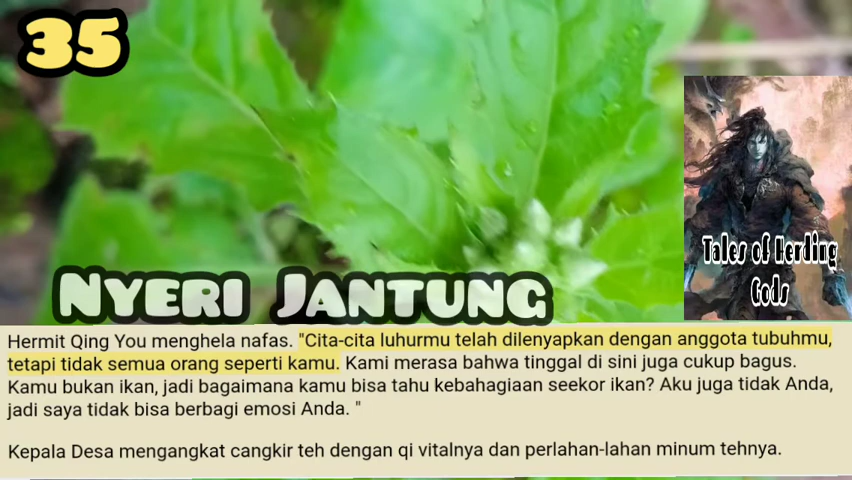 35
Tales of Herding
Gods
NYERI JANTUNG
Hermit Qing You menghela nafas. "Cita-cita luhurmu telah dilenyapkan dengan anggota tubuhmu,
tetapi tidak semua orang seperti kamu. Kami merasa bahwa tinggal di sini juga cukup bagus.
Kamu bukan ikan, jadi bagaimana kamu bisa tahu kebahagiaan seekor ikan? Aku juga tidak Anda,
jadi saya tidak bisa berbagi emosi Anda. "
Kepala Desa mengangkat cangkir teh dengan qi vitalnya dan perlahan-lahan minum tehnya.